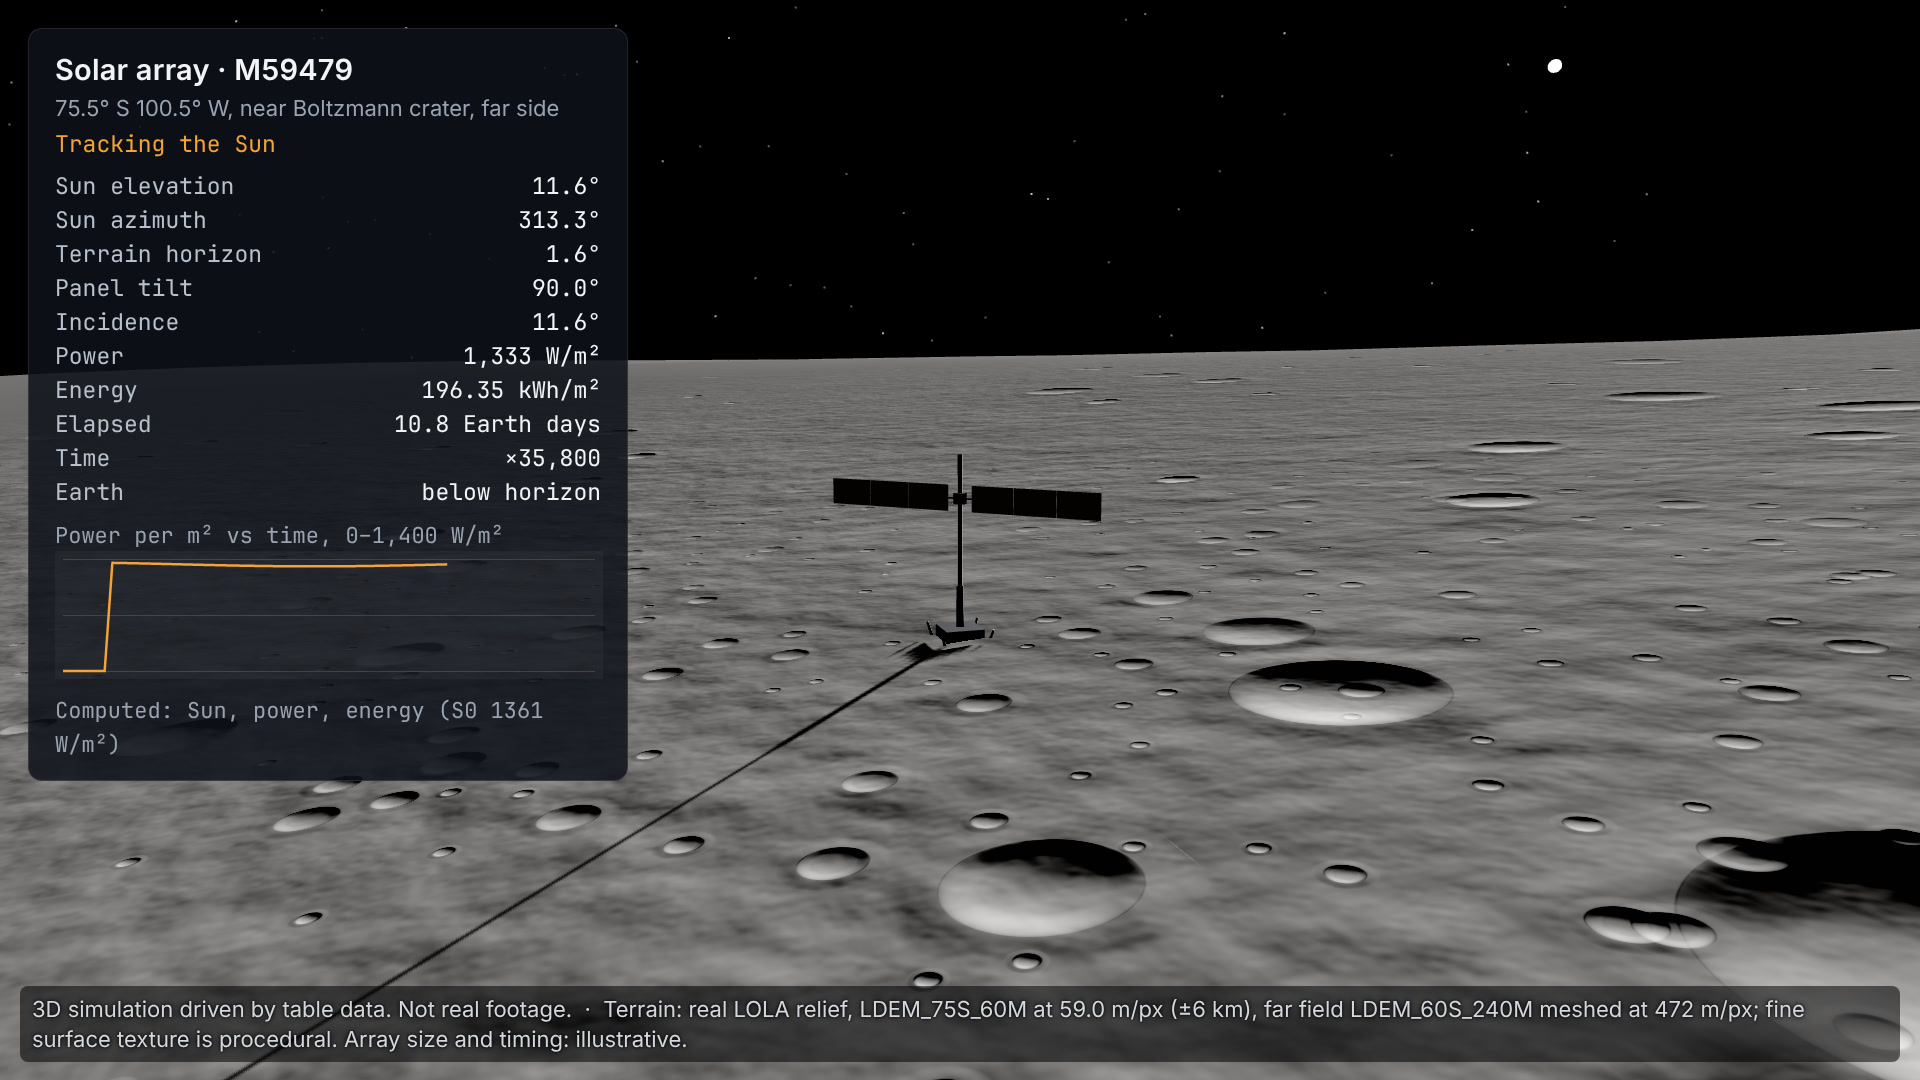 Solar array · M59479
75.5° S 100.5° W, near Boltzmann crater, far side
Tracking the Sun
Sun elevation 11.6°
Sun azimuth 313.3°
Terrain horizon 1.6°
Panel tilt 90.0°
Incidence 11.6°
Power 1,333 W/m²
Energy 196.35 kWh/m²
Elapsed 10.8 Earth days
Time ×35,800
Earth below horizon
Power per m² vs time, 0–1,400 W/m²
Computed: Sun, power, energy (S0 1361
W/m²)
3D simulation driven by table data. Not real footage. · Terrain: real LOLA relief, LDEM_75S_60M at 59.0 m/px (±6 km), far field LDEM_60S_240M meshed at 472 m/px; fine
surface texture is procedural. Array size and timing: illustrative.